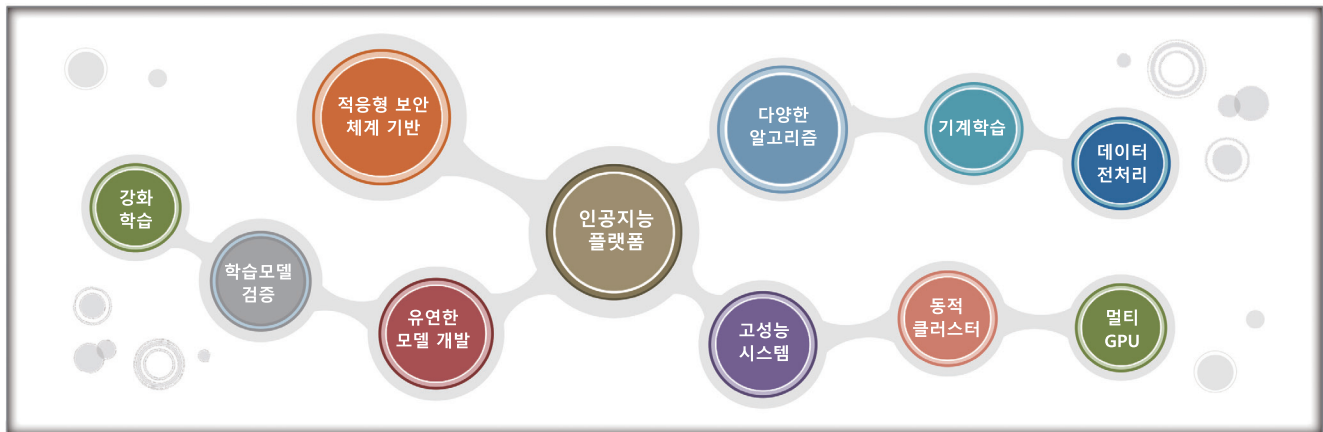 적응형 보안
체계 기반
다양한
알고리즘
기계학습
데이터
전처리
강화
학습
인공지능
플랫폼
학습모델
검증
유연한
모델 개발
고성능
시스템
동적
클러스터
멀티
GPU